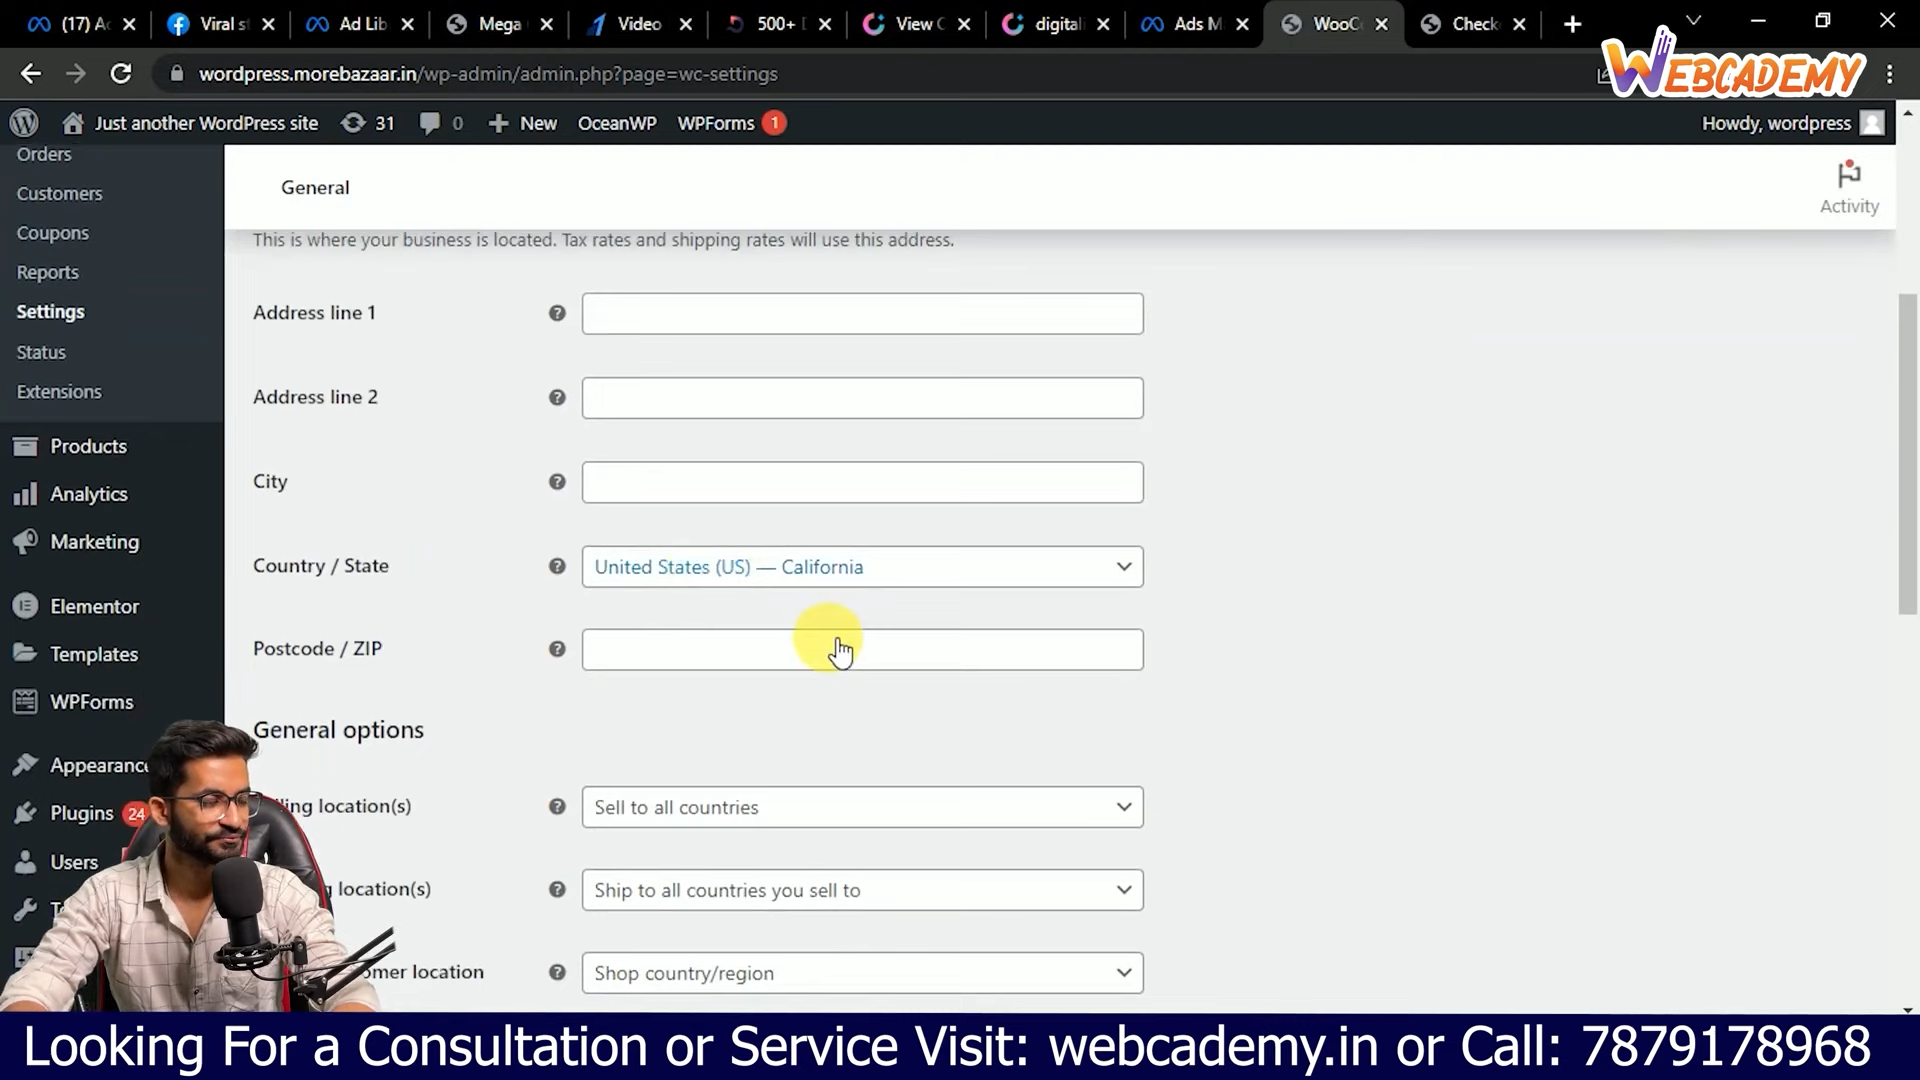 (17) Ac
Viral st
Ad Lib
Mega
Video
500+ D
View C
digital
Ads M
WooCo
Check
WEBCADEMY
wordpress.morebazaar.in/wp-admin/admin.php?page=wc-settings
Just another WordPress site
31
0
New
OceanWP
WPForms
1
Howdy, wordpress
Orders
Customers
Coupons
Reports
Settings
Status
Extensions
Products
Analytics
Marketing
Elementor
Templates
WPForms
Appearance
Plugins
24
Users
General
Activity
This is where your business is located. Tax rates and shipping rates will use this address.
Address line 1
Address line 2
City
Country / State
United States (US) — California
Postcode / ZIP
General options
location(s)
Sell to all countries
location(s)
Ship to all countries you sell to
omer location
Shop country/region
Looking For a Consultation or Service Visit: webcademy.in or Call: 7879178968